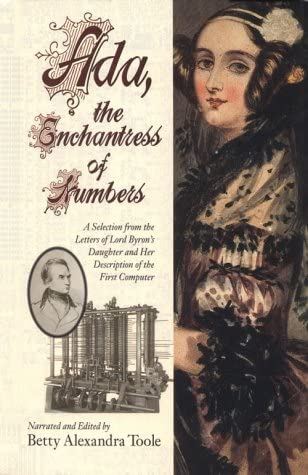 Ada,
the
Enchantress
of
Numbers
A Selection from the
Letters of Lord Byron's
Daughter and Her
Description of the
First Computer
Narrated and Edited by
Betty Alexandra Toole